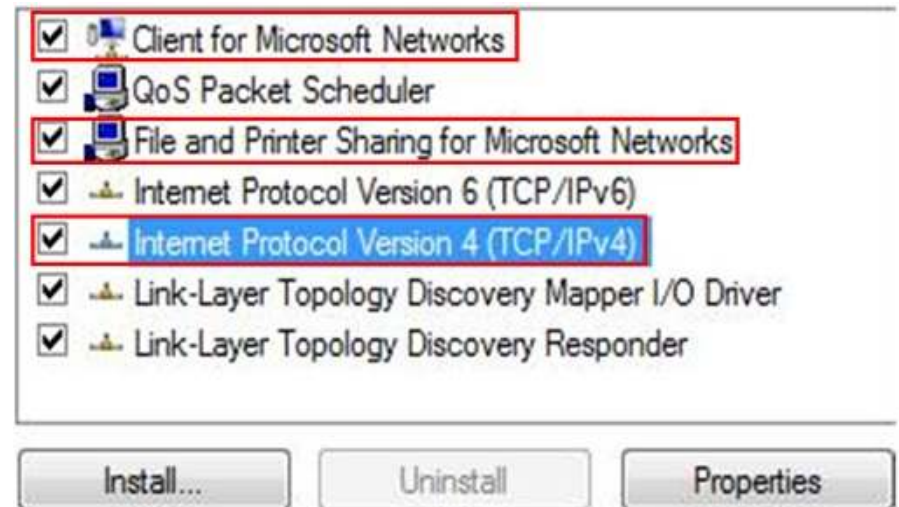 Client for Microsoft Networks
QoS Packet Scheduler
File and Printer Sharing for Microsoft Networks
Internet Protocol Version 6 (TCP/IPv6)
Internet Protocol Version 4 (TCP/IPv4)
Link-Layer Topology Discovery Mapper I/O Driver
Link-Layer Topology Discovery Responder
Install... Uninstall Properties